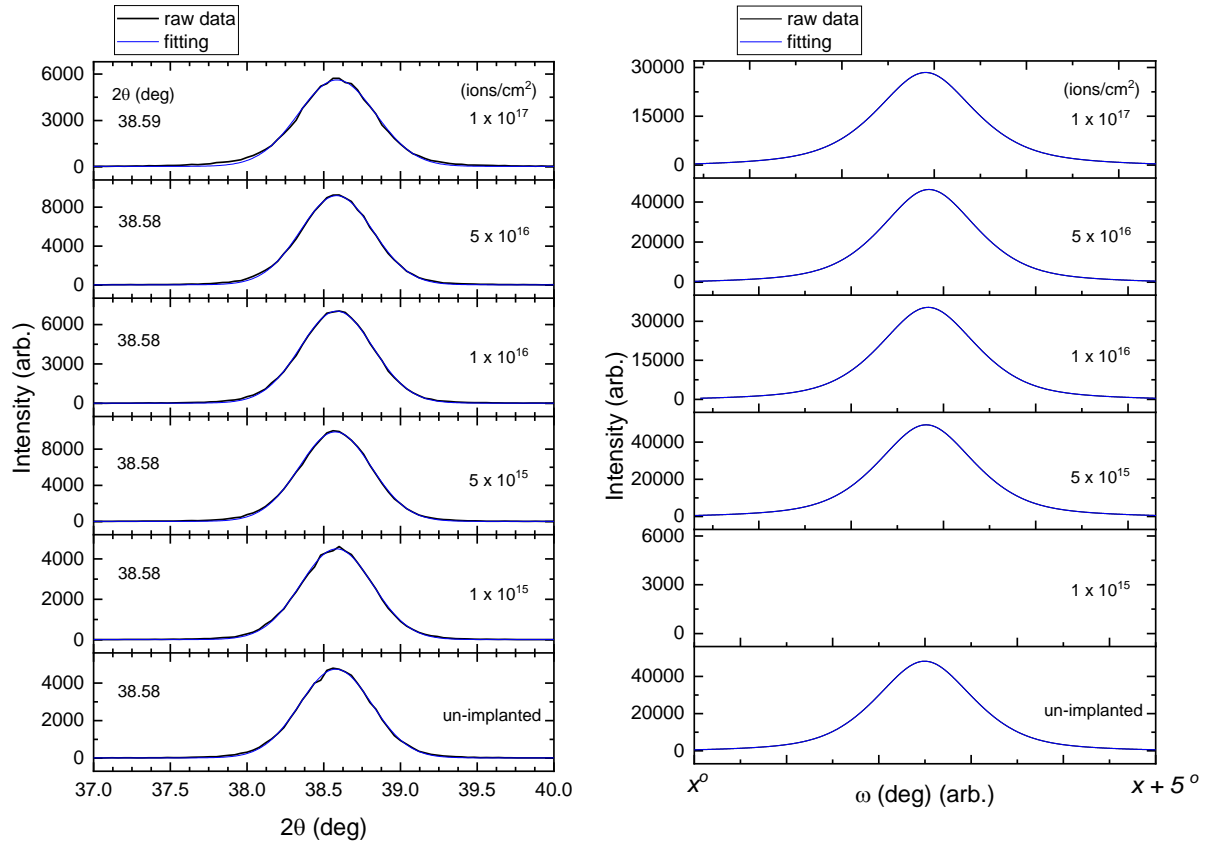 raw data
fitting
6000
3000
0
2θ (deg)
38.59
(ions/cm²)
1 x 10¹⁷
8000
4000
0
38.58
5 x 10¹⁶
6000
3000
0
38.58
1 x 10¹⁶
8000
4000
0
38.58
5 x 10¹⁵
4000
2000
0
38.58
1 x 10¹⁵
4000
2000
0
38.58
un-implanted
Intensity (arb.)
37.0 37.5 38.0 38.5 39.0 39.5 40.0
2θ (deg)
raw data
fitting
30000
15000
0
(ions/cm²)
1 x 10¹⁷
40000
20000
0
5 x 10¹⁶
30000
15000
0
1 x 10¹⁶
40000
20000
0
5 x 10¹⁵
6000
3000
0
1 x 10¹⁵
40000
20000
0
un-implanted
Intensity (arb.)
xº ω (deg) (arb.) x + 5 º